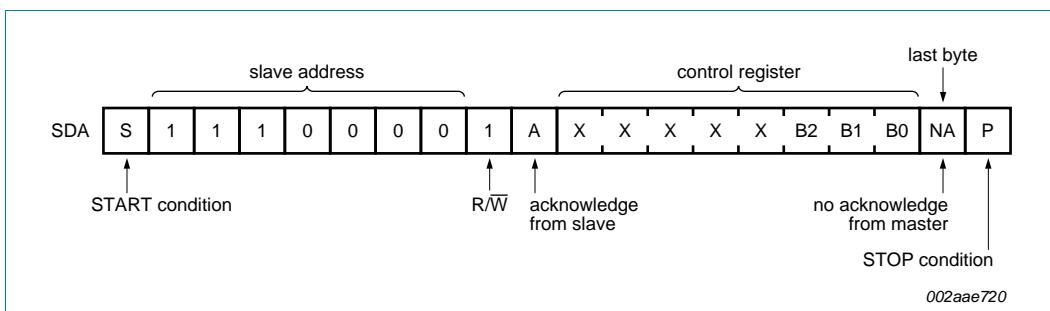 last byte
slave address control register
SDA S 1 1 1 0 0 0 0 1 A X X X X X B2 B1 B0 NA P
START condition R/W̅ acknowledge from slave no acknowledge from master
STOP condition
002aae720